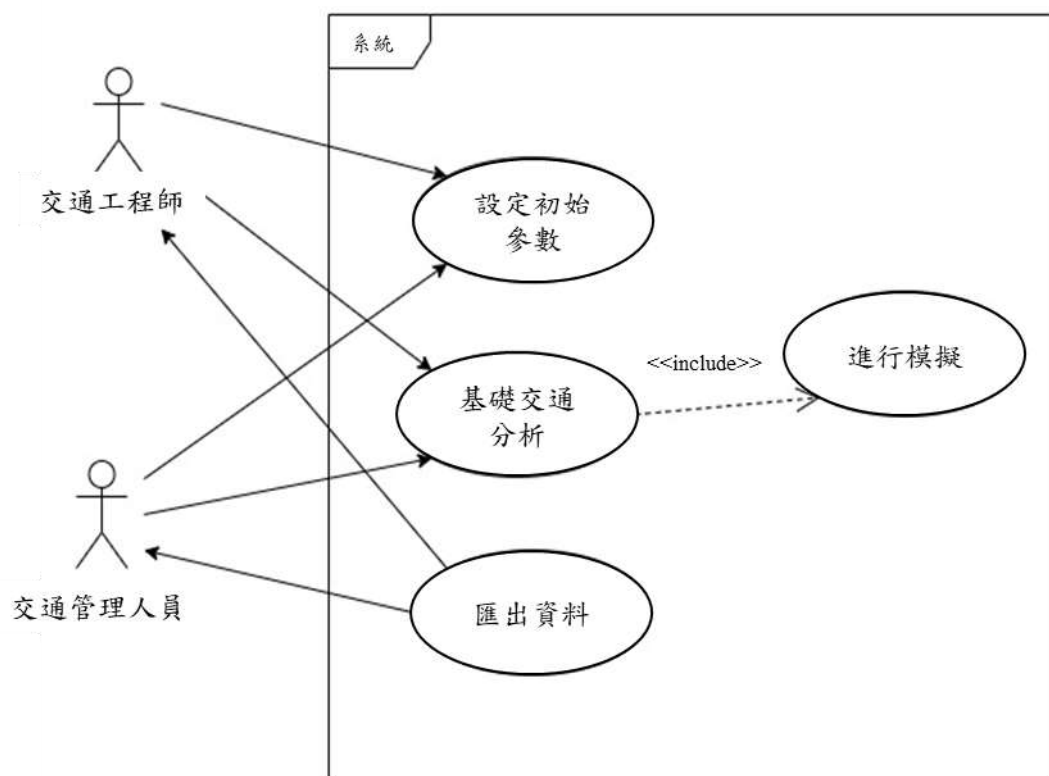 系統
交通工程師
設定初始
參數
<<include>>
進行模擬
基礎交通
分析
交通管理人員
匯出資料